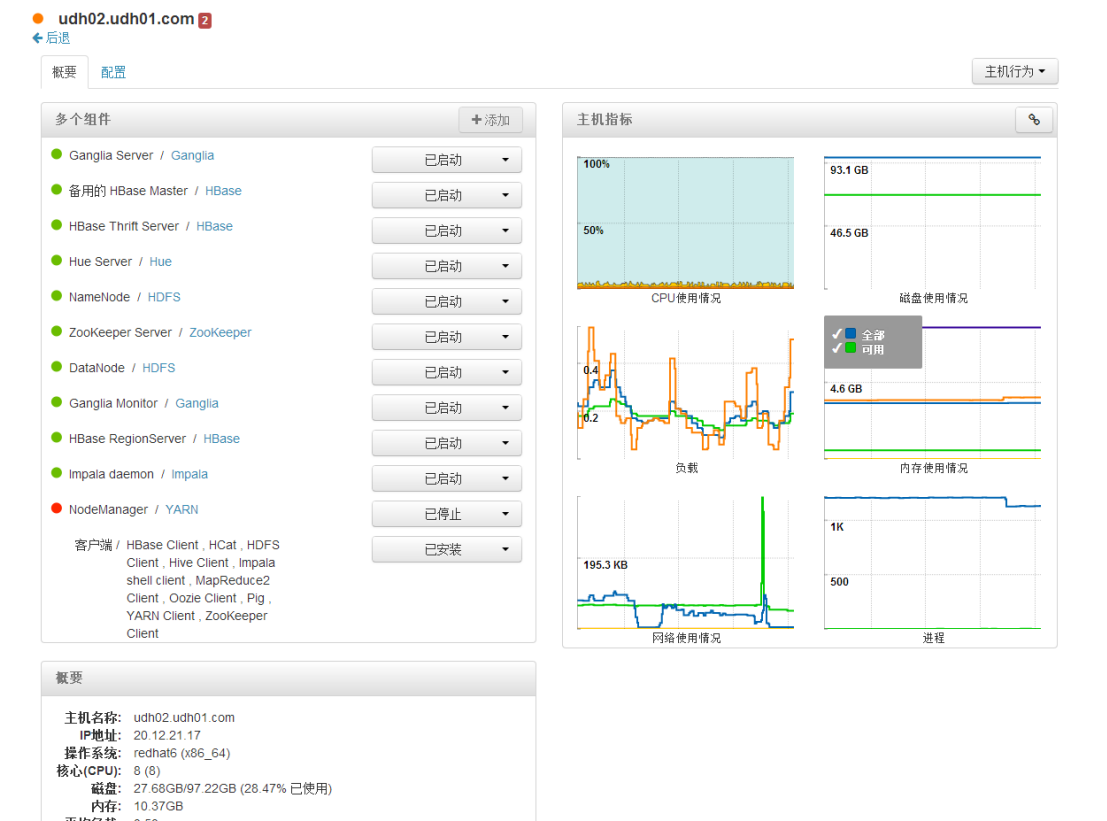 udh02.udh01.com 2
后退
概要 配置 主机行为
多个组件 添加
Ganglia Server / Ganglia 已启动
备用的 HBase Master / HBase 已启动
HBase Thrift Server / HBase 已启动
Hue Server / Hue 已启动
NameNode / HDFS 已启动
ZooKeeper Server / ZooKeeper 已启动
DataNode / HDFS 已启动
Ganglia Monitor / Ganglia 已启动
HBase RegionServer / HBase 已启动
Impala daemon / Impala 已启动
NodeManager / YARN 已停止
客户端 / HBase Client , HCat , HDFS 已安装
Client , Hive Client , Impala
shell client , MapReduce2
Client , Oozie Client , Pig ,
YARN Client , ZooKeeper
Client
主机指标
100%
50%
CPU使用情况
93.1 GB
46.5 GB
磁盘使用情况
0.4
0.2
负载
全部
可用
4.6 GB
内存使用情况
195.3 KB
网络使用情况
1K
500
进程
概要
主机名称: udh02.udh01.com
IP地址: 20.12.21.17
操作系统: redhat6 (x86_64)
核心(CPU): 8 (8)
磁盘: 27.68GB/97.22GB (28.47% 已使用)
内存: 10.37GB